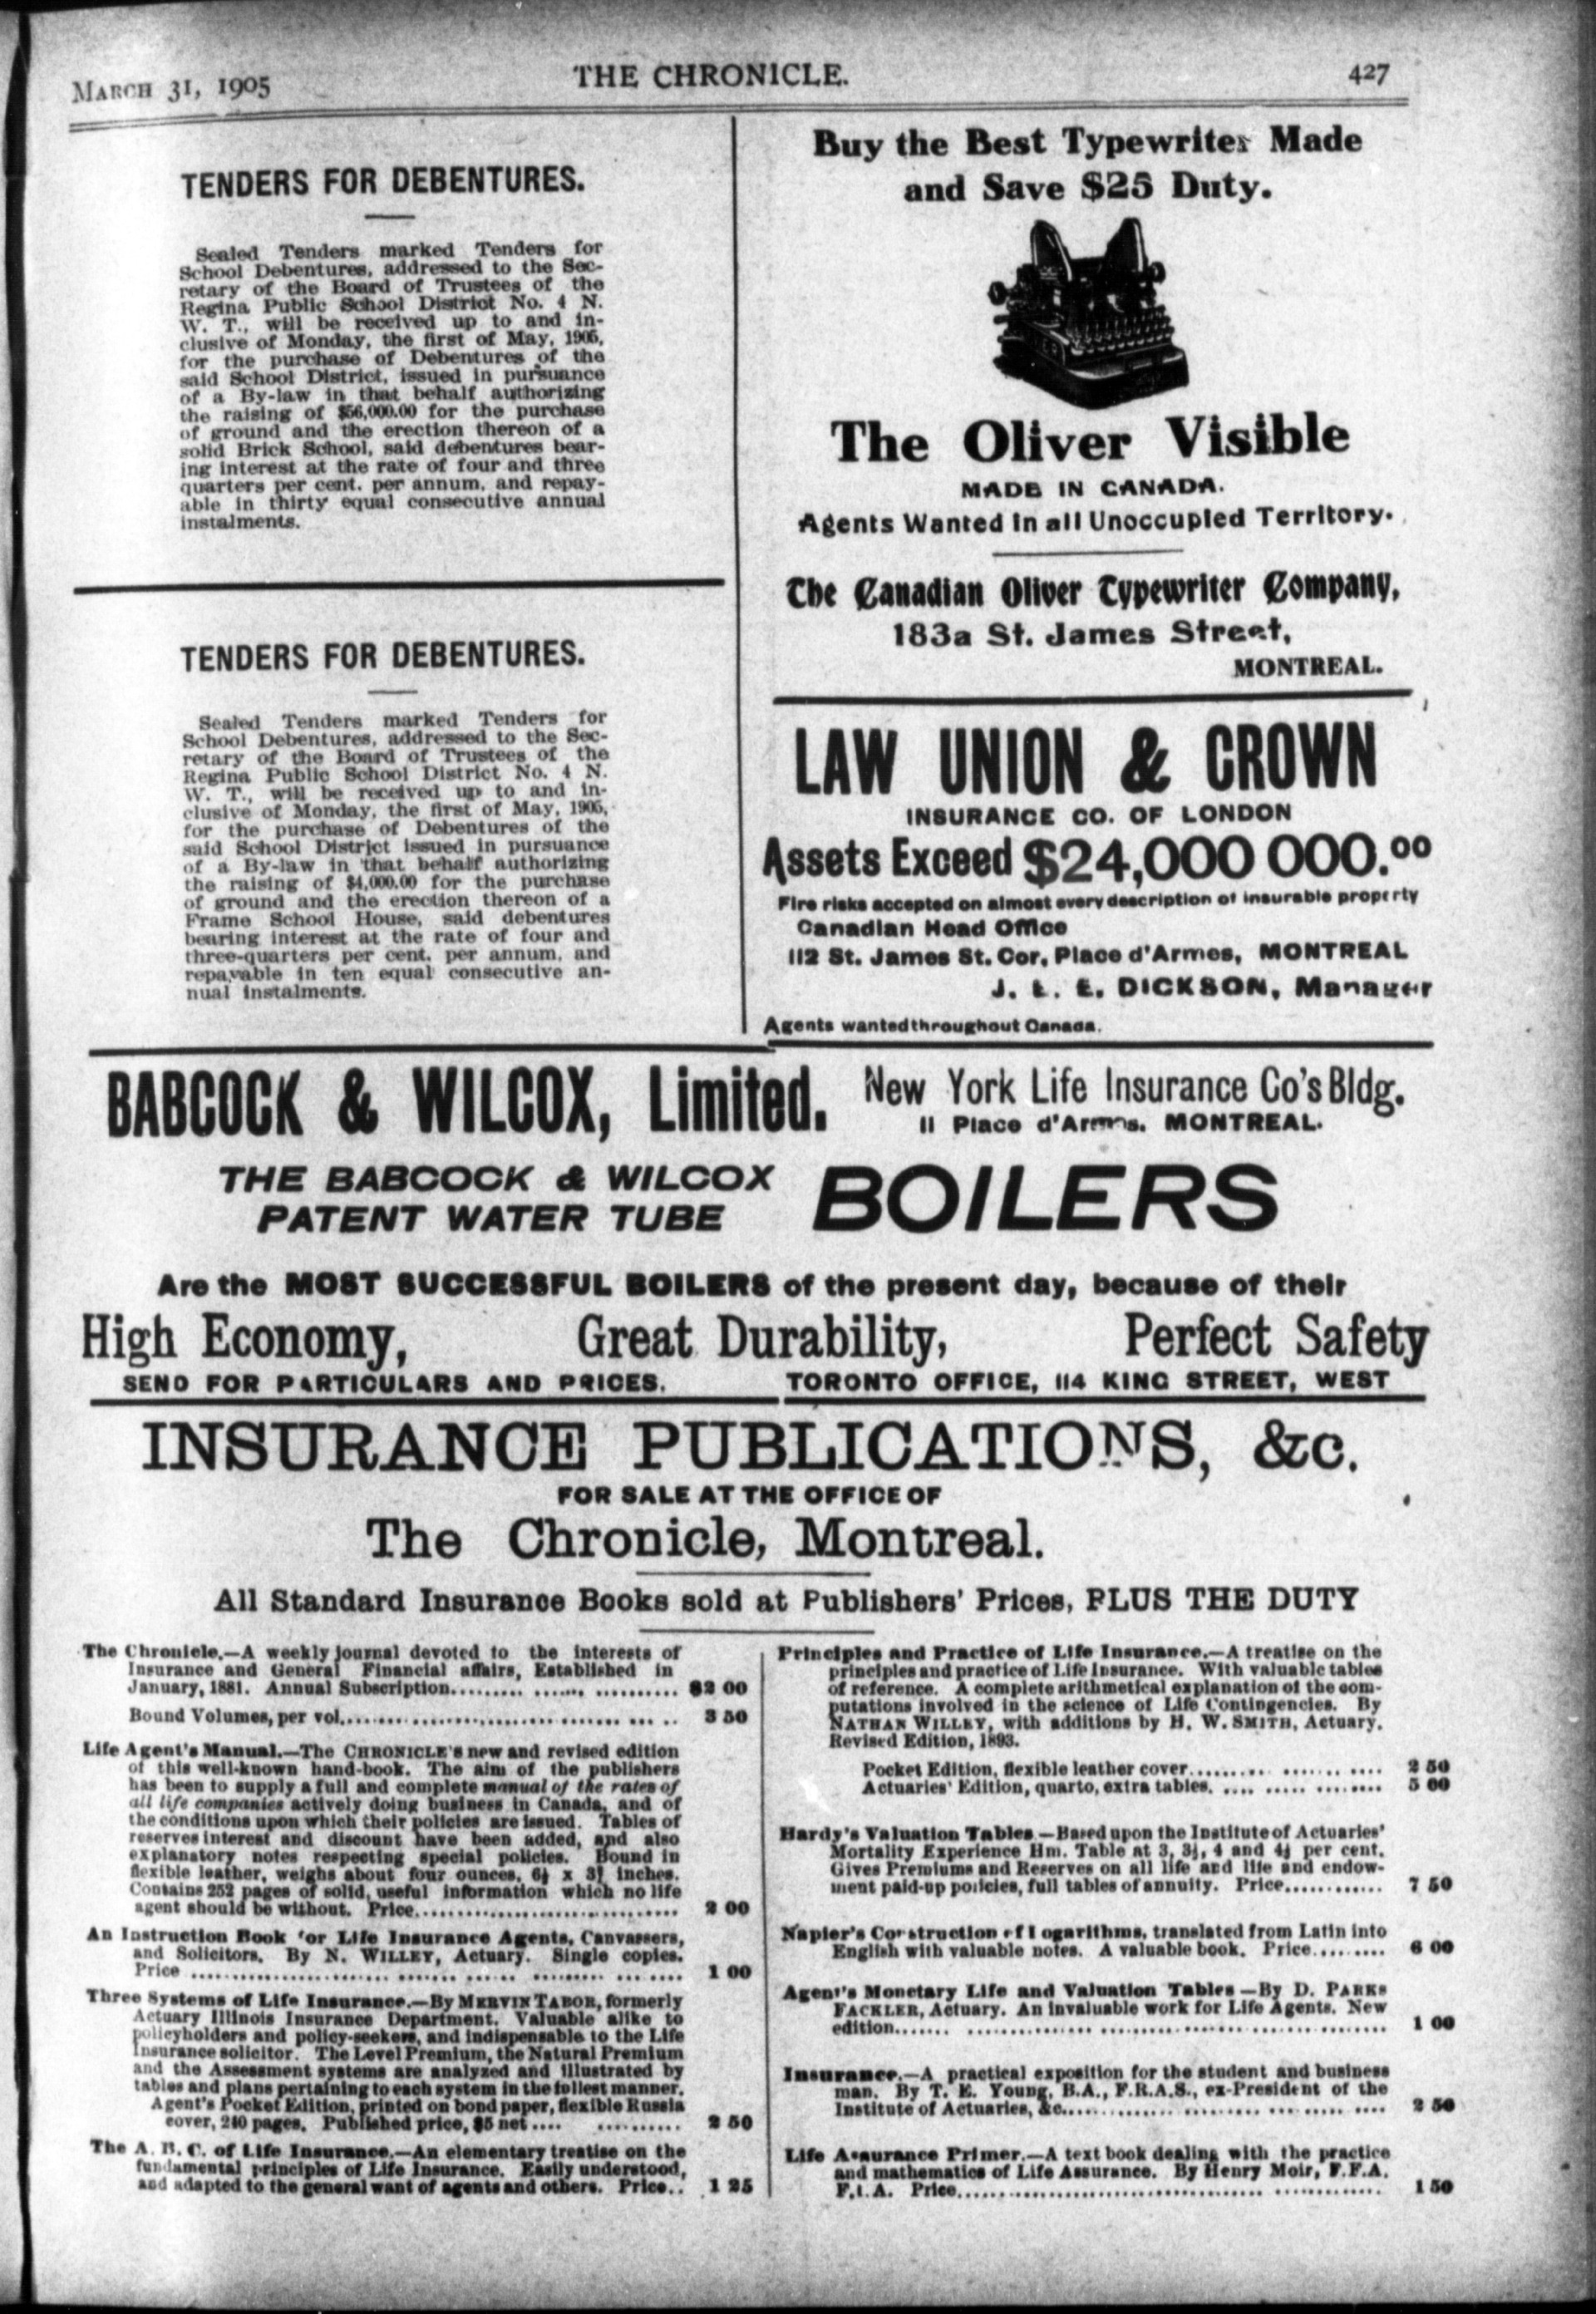 MARCH 31, 1905
THE CHRONICLE.
427
TENDERS FOR DEBENTURES.
Sealed Tenders marked Tenders for
School Debentures, addressed to the Sec-
retary of the Board of Trustees of the
Regina Public School District No. 4 N.
W. T., will be received up to and in-
clusive of Monday, the first of May, 1905,
for the purchase of Debentures of the
said School District, issued in pursuance
of a By-law in that behalf authorizing
the raising of $56,000.00 for the purchase
of ground and the erection thereon of a
solid Brick School, said debentures bear-
ing interest at the rate of four and three
quarters per cent. per annum, and repay-
able in thirty equal consecutive annual
instalments.
TENDERS FOR DEBENTURES.
Sealed Tenders marked Tenders for
School Debentures, addressed to the Sec-
retary of the Board of Trustees of the
Regina Public School District No. 4 N.
W. T., will be received up to and in-
clusive of Monday, the first of May, 1905,
for the purchase of Debentures of the
said School District issued in pursuance
of a By-law in that behalf authorizing
the raising of $4,000.00 for the purchase
of ground and the erection thereon of a
Frame School House, said debentures
bearing interest at the rate of four and
three-quarters per cent. per annum, and
repayable in ten equal consecutive an-
nual instalments.
Buy the Best Typewriter Made
and Save $25 Duty.
The Oliver Visible
MADE IN CANADA.
Agents Wanted in all Unoccupied Territory.
The Canadian Oliver Typewriter Company,
183a St. James Street,
MONTREAL.
LAW UNION & CROWN
INSURANCE CO. OF LONDON
Assets Exceed $24,000 000.00
Fire risks accepted on almost every description of insurable property
Canadian Head Office
112 St. James St. Cor, Place d'Armes, MONTREAL
J. E. E. DICKSON, Manager
Agents wanted throughout Canada.
BABCOCK & WILCOX, Limited.
New York Life Insurance Co's Bldg.
11 Place d'Armes. MONTREAL.
THE BABCOCK & WILCOX
PATENT WATER TUBE
BOILERS
Are the MOST SUCCESSFUL BOILERS of the present day, because of their
High Economy, Great Durability, Perfect Safety
SEND FOR PARTICULARS AND PRICES. TORONTO OFFICE, 114 KING STREET, WEST
INSURANCE PUBLICATIONS, &c.
FOR SALE AT THE OFFICE OF
The Chronicle, Montreal.
All Standard Insurance Books sold at Publishers' Prices, PLUS THE DUTY
The Chronicle.—A weekly journal devoted to the interests of
Insurance and General Financial affairs, Established in
January, 1881. Annual Subscription.................... $2 00
Bound Volumes, per vol.................... 3 50
Life Agent's Manual.—The CHRONICLE'S new and revised edition
of this well-known hand-book. The aim of the publishers
has been to supply a full and complete manual of the rates of
all life companies actively doing business in Canada, and of
the conditions upon which their policies are issued. Tables of
reserves interest and discount have been added, and also
explanatory notes respecting special policies. Bound in
flexible leather, weighs about four ounces, 6½ x 3¾ inches.
Contains 252 pages of solid, useful information which no life
agent should be without. Price.................... 2 00
An Instruction Book for Life Insurance Agents, Canvassers,
and Solicitors. By N. WILLEY, Actuary. Single copies.
Price .................... 1 00
Three Systems of Life Insurance.—By MERVIN TABOR, formerly
Actuary Illinois Insurance Department. Valuable alike to
policyholders and policy-seekers, and indispensable to the Life
Insurance solicitor. The Level Premium, the Natural Premium
and the Assessment systems are analyzed and illustrated by
tables and plans pertaining to each system in the fullest manner.
Agent's Pocket Edition, printed on bond paper, flexible Russia
cover, 240 pages. Published price, $5 net .......... 2 50
The A. B. C. of Life Insurance.—An elementary treatise on the
fundamental principles of Life Insurance. Easily understood,
and adapted to the general want of agents and others. Price.. 1 25
Principles and Practice of Life Insurance.—A treatise on the
principles and practice of Life Insurance. With valuable tables
of reference. A complete arithmetical explanation of the com-
putations involved in the science of Life Contingencies. By
NATHAN WILLEY, with additions by H. W. SMITH, Actuary.
Revised Edition, 1893.
Pocket Edition, flexible leather cover.................... 2 50
Actuaries' Edition, quarto, extra tables. .................... 5 00
Hardy's Valuation Tables—Based upon the Institute of Actuaries'
Mortality Experience Hm. Table at 3, 3½, 4 and 4½ per cent.
Gives Premiums and Reserves on all life and life and endow-
ment paid-up policies, full tables of annuity. Price............ 7 50
Napier's Construction of Logarithms, translated from Latin into
English with valuable notes. A valuable book. Price......... 6 00
Agent's Monetary Life and Valuation Tables—By D. PARKS
FACKLER, Actuary. An invaluable work for Life Agents. New
edition.................... 1 00
Insurance.—A practical exposition for the student and business
man. By T. E. Young, B.A., F.R.A.S., ex-President of the
Institute of Actuaries, &c.................... 2 50
Life Assurance Primer.—A text book dealing with the practice
and mathematics of Life Assurance. By Henry Moir, F.F.A.
F.I.A. Price.................... 1 50